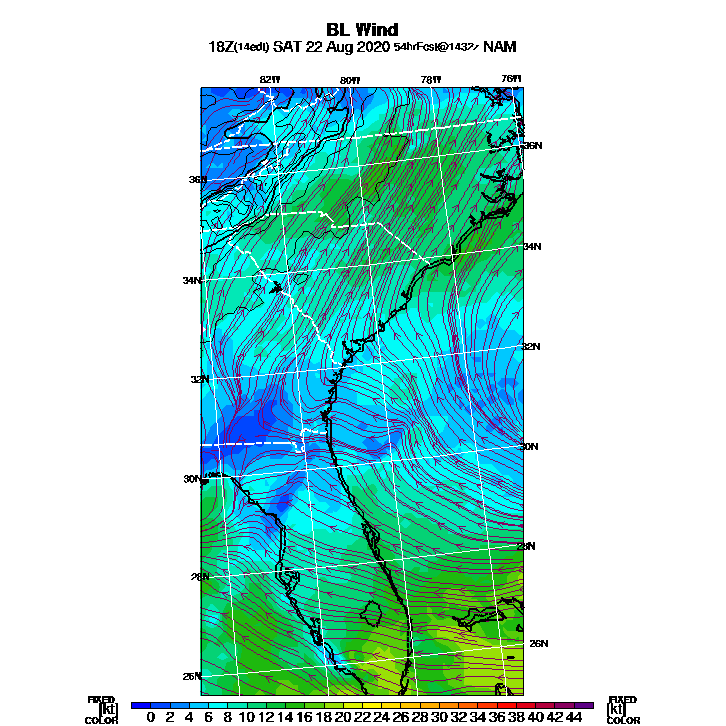 BL Wind
18Z(14edt) SAT 22 Aug 2020 54hrFcst@1432z NAM
82W 80W 78W 76W
36N
36N
34N
34N
32N
32N
30N
30N
28N
28N
26N
26N
FIXED FIXED
[kt] 0 2 4 6 8 10 12 14 16 18 20 22 24 26 28 30 32 34 36 38 40 42 44 [kt]
COLOR COLOR